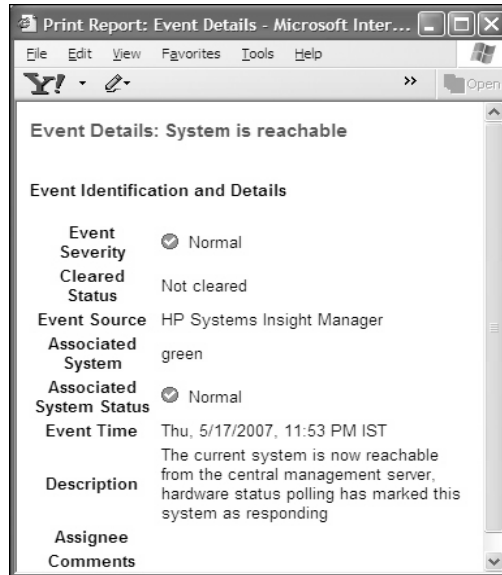 Print Report: Event Details - Microsoft Inter...
File Edit View Favorites Tools Help
Y! >> Open
Event Details: System is reachable
Event Identification and Details
Event Severity Normal
Cleared Status Not cleared
Event Source HP Systems Insight Manager
Associated System green
Associated System Status Normal
Event Time Thu, 5/17/2007, 11:53 PM IST
Description The current system is now reachable
from the central management server,
hardware status polling has marked this
system as responding
Assignee
Comments